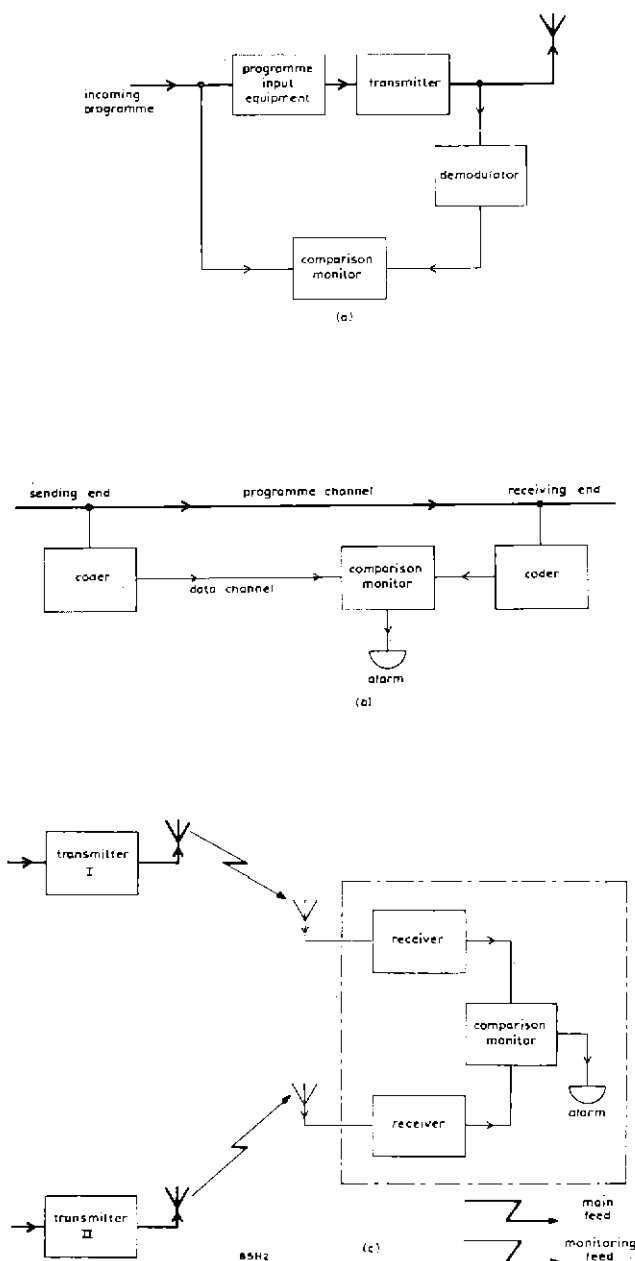 incoming
programme
programme
input
equipment
transmitter
demodulator
comparison
monitor
(a)
sending end
programme channel
receiving end
coder
data channel
comparison
monitor
coder
alarm
(b)
transmitter
I
receiver
comparison
monitor
alarm
receiver
transmitter
II
main
feed
monitoring
feed
(c)